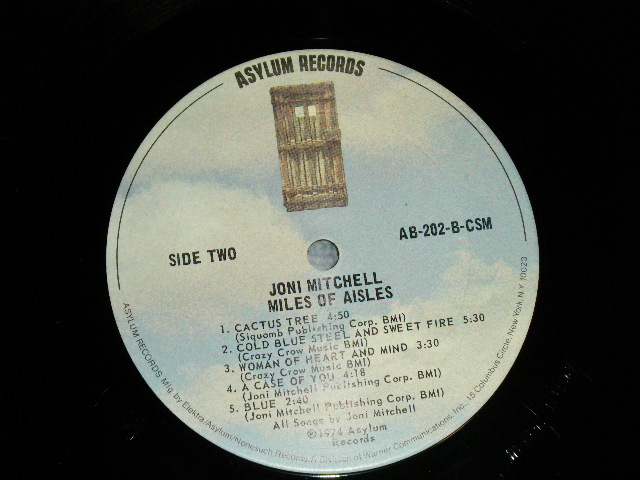 ASYLUM RECORDS
SIDE TWO
AB-202-B-CSM
JONI MITCHELL
MILES OF AISLES
1. CACTUS TREE 4:50
(Siquomb Publishing Corp. BMI)
2. COLD BLUE STEEL AND SWEET FIRE 5:30
(Crazy Crow Music BMI)
3. WOMAN OF HEART AND MIND 3:30
(Crazy Crow Music BMI)
4. A CASE OF YOU 4:18
(Joni Mitchell Publishing Corp. BMI)
5. BLUE 2:40
(Joni Mitchell Publishing Corp. BMI)
All Songs by Joni Mitchell
©1974 Asylum
Records
ASYLUM RECORDS Mfg by Elektra/Asylum/Nonesuch Records, A Division of Warner Communications, Inc. 15 Columbus Circle, New York, N.Y. 10023